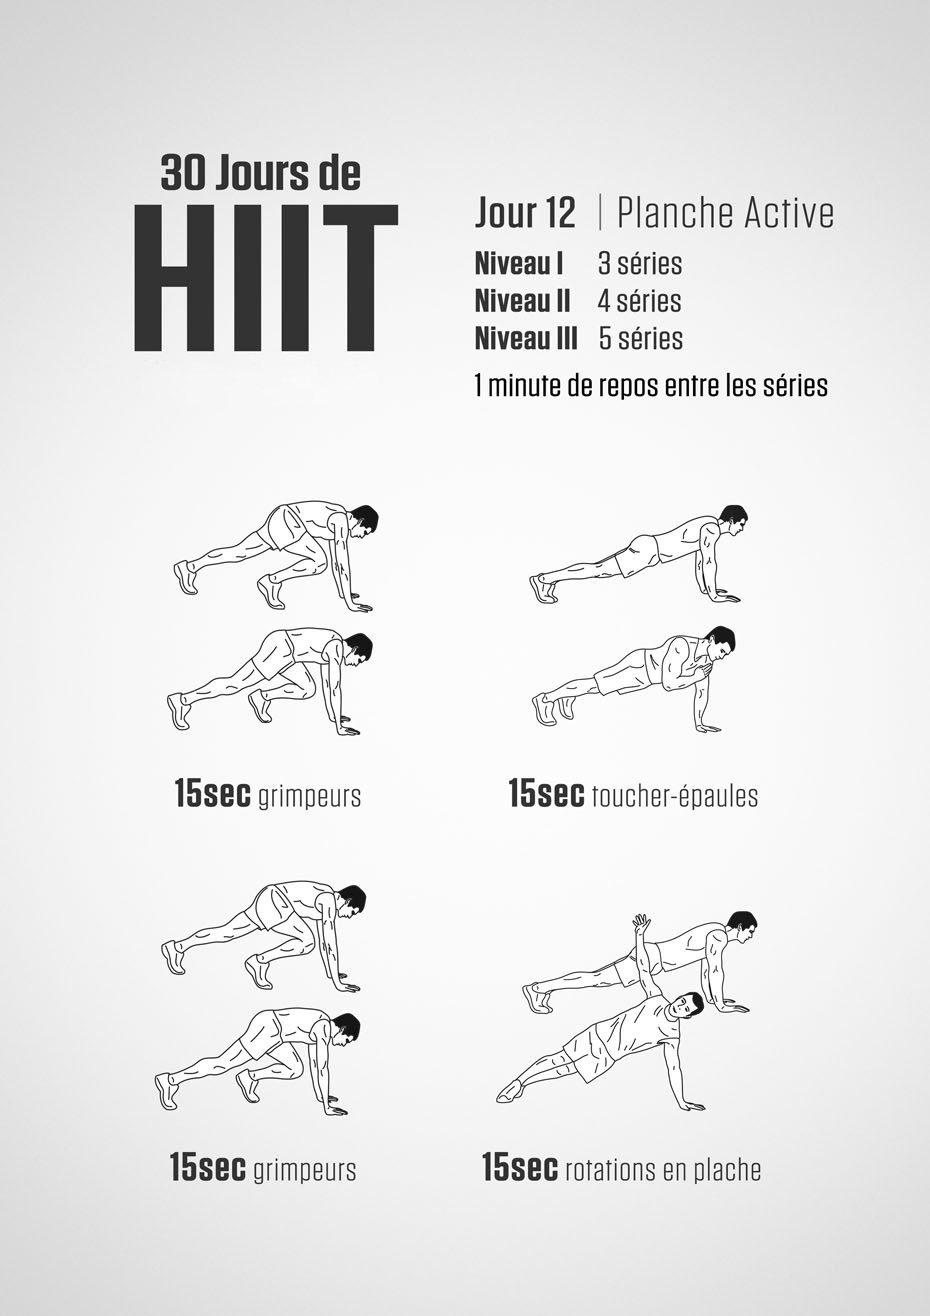 30 Jours de
HIIT
Jour 12 | Planche Active
Niveau I 3 séries
Niveau II 4 séries
Niveau III 5 séries
1 minute de repos entre les séries
15sec grimpeurs
15sec toucher-épaules
15sec grimpeurs
15sec rotations en plache